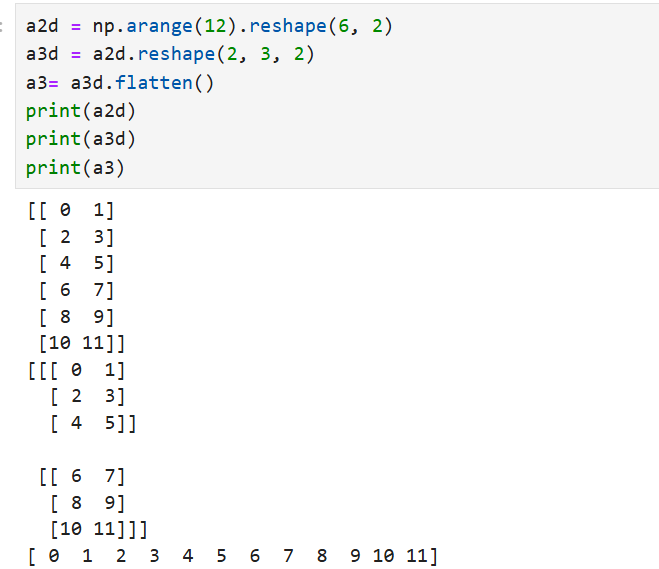 :
a2d = np.arange(12).reshape(6, 2)
a3d = a2d.reshape(2, 3, 2)
a3= a3d.flatten()
print(a2d)
print(a3d)
print(a3)
[[ 0  1]
 [ 2  3]
 [ 4  5]
 [ 6  7]
 [ 8  9]
 [10 11]]
[[[ 0  1]
  [ 2  3]
  [ 4  5]]

 [[ 6  7]
  [ 8  9]
  [10 11]]]
[ 0  1  2  3  4  5  6  7  8  9 10 11]